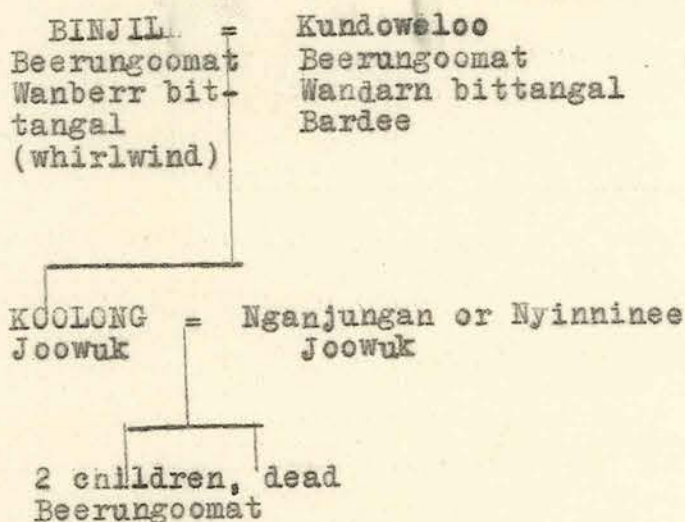 BINJIL = Kundoweloo
Beerungoomat Beerungoomat
Wanberr bit- Wandarn bittangal
tangal Bardee
(whirlwind)
KOOLONG = Nganjungan or Nyinninee
Joowuk Joowuk
2 children, dead
Beerungoomat